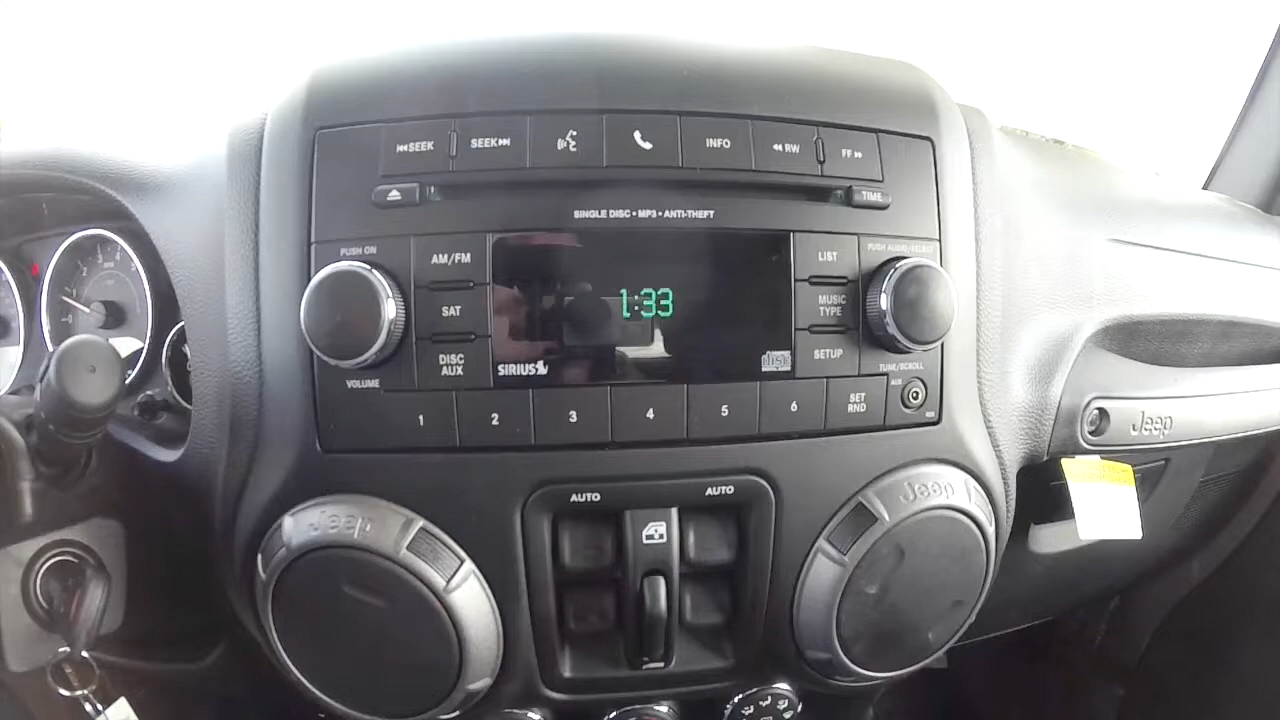 SEEK
SEEK
INFO
RW
FF
TIME
SINGLE DISC • MP3 • ANTI-THEFT
PUSH ON
PUSH AUDIO/SELECT
AM/FM
LIST
SAT
1:33
MUSIC
TYPE
DISC
AUX
SETUP
SIRIUS
disc
VOLUME
TUNE/SCROLL
1
2
3
4
5
6
SET
RND
AUX
Jeep
AUTO
AUTO
Jeep
Jeep